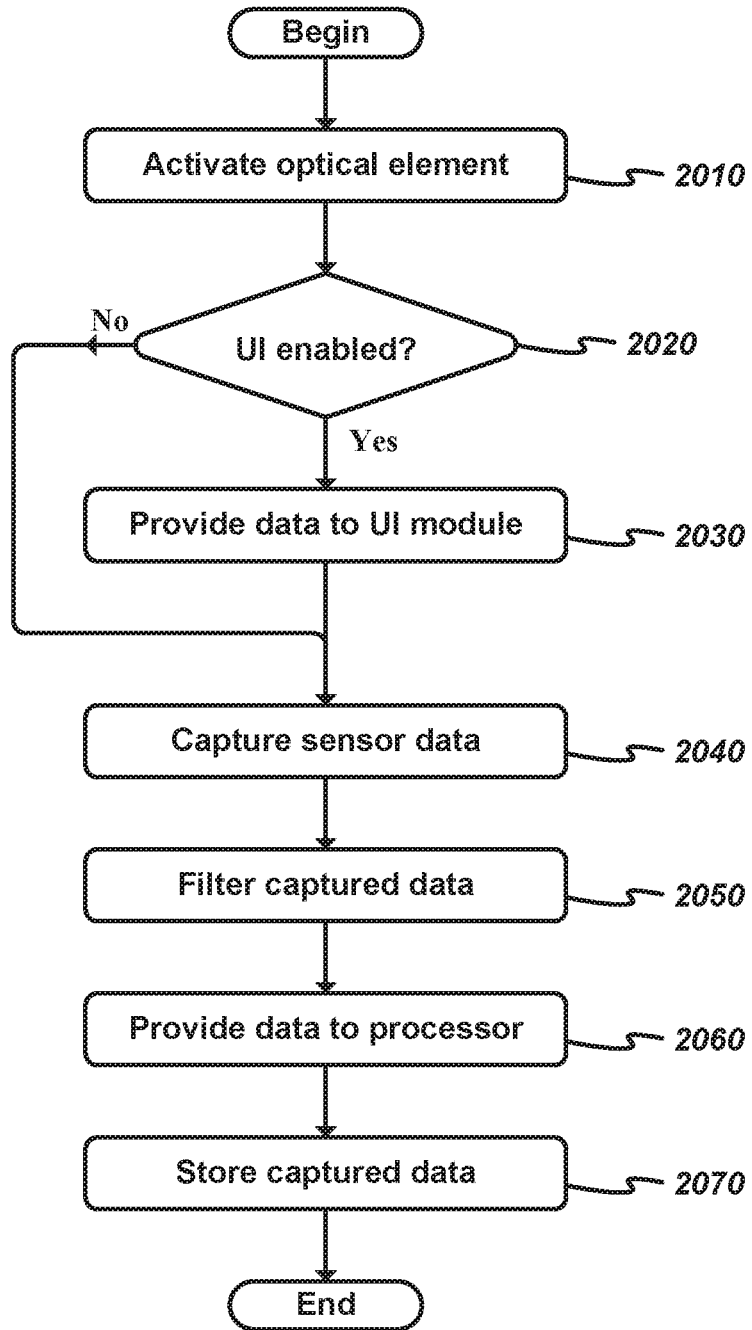 Begin
Activate optical element
2010
No
UI enabled?
2020
Yes
Provide data to UI module
2030
Capture sensor data
2040
Filter captured data
2050
Provide data to processor
2060
Store captured data
2070
End